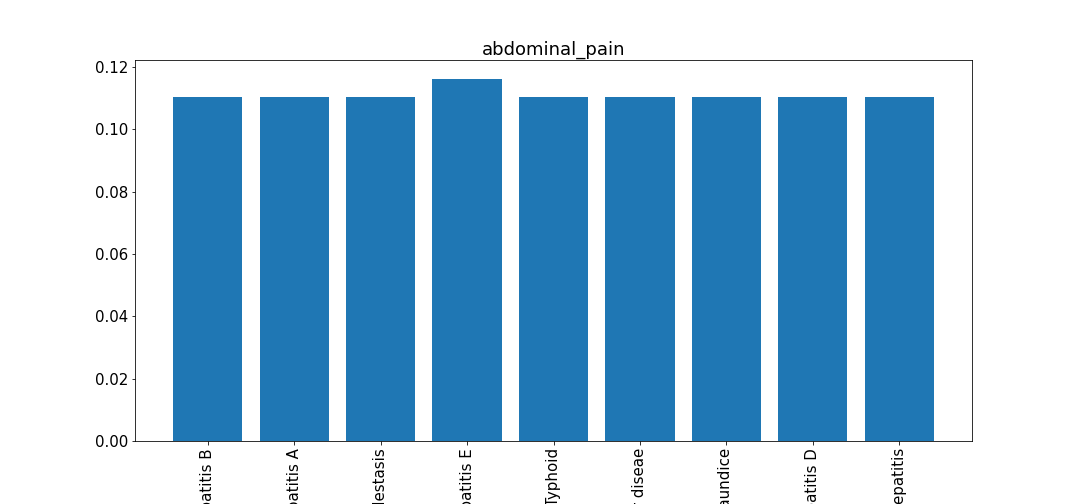 abdominal_pain
0.12
0.10
0.08
0.06
0.04
0.02
0.00
atitis B
atitis A
lestasis
patitis E
Typhoid
diseae
aundice
atitis D
epatitis